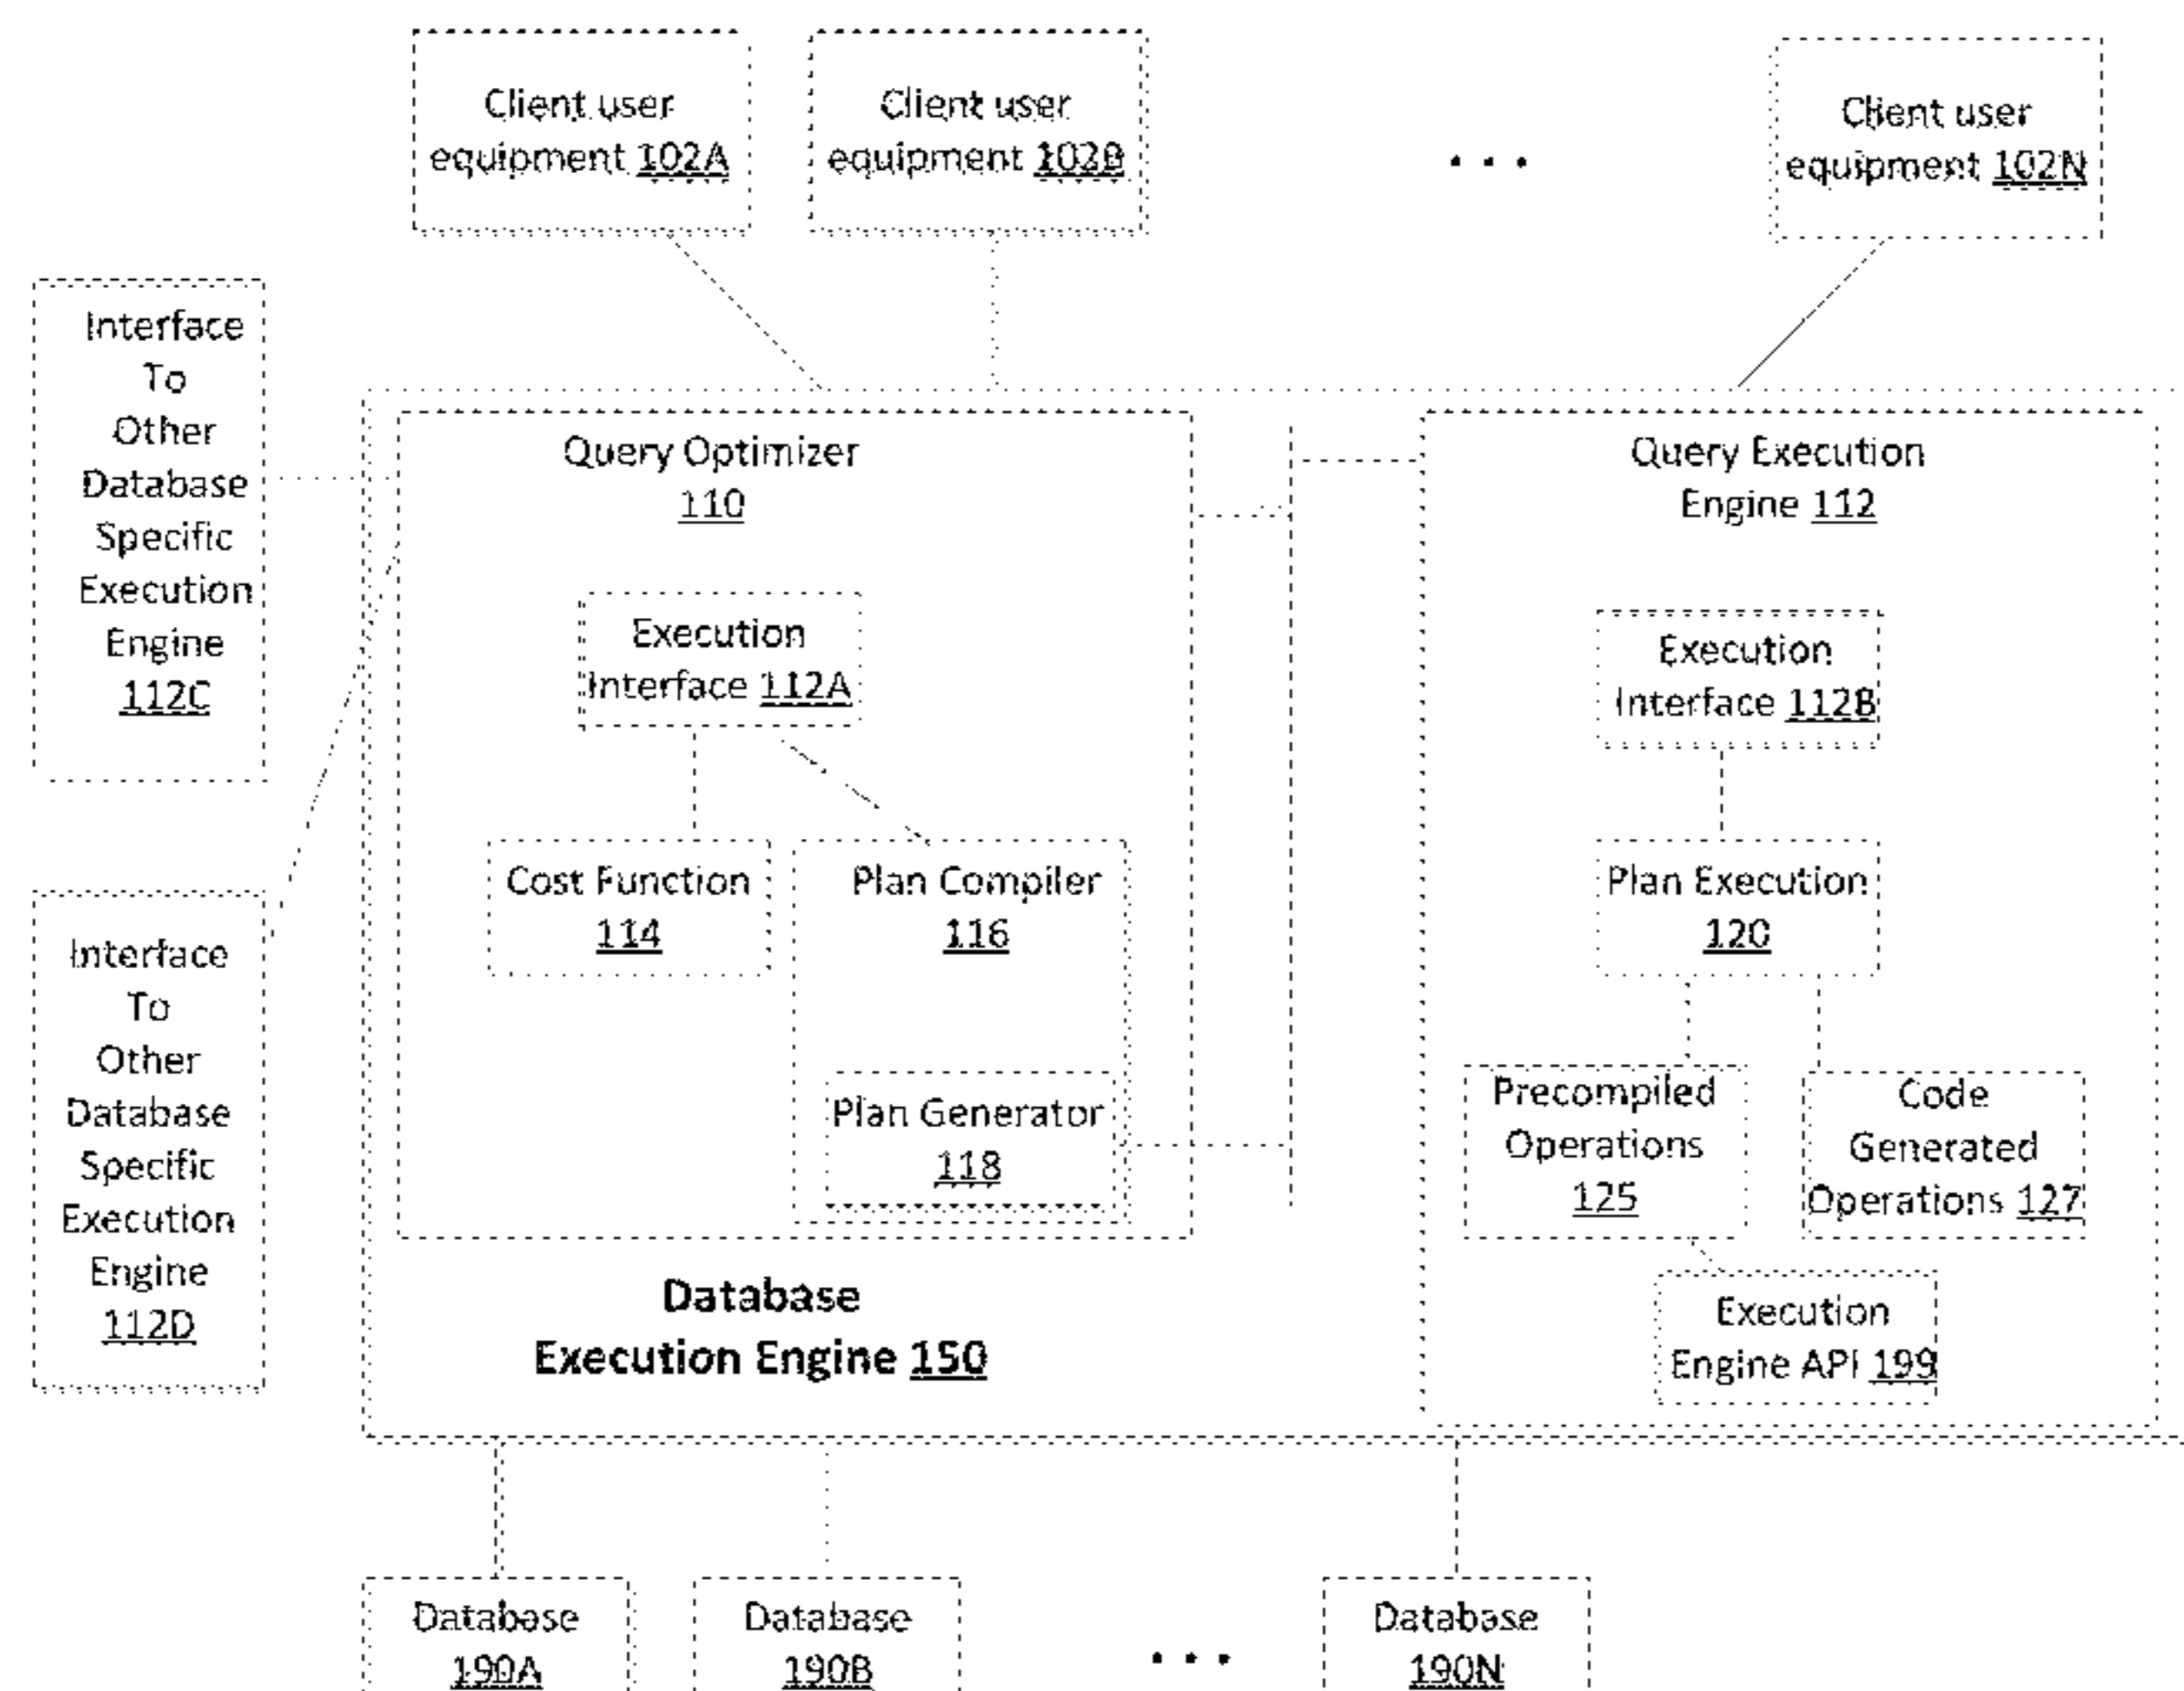 Client user
equipment 102A
Client user
equipment 102B
. . .
Client user
equipment 102N
Interface
To
Other
Database
Specific
Execution
Engine
112C
Query Optimizer
110
Execution
Interface 112A
Cost Function
114
Plan Compiler
116
Plan Generator
118
Query Execution
Engine 112
Execution
Interface 112B
Plan Execution
120
Precompiled
Operations
125
Code
Generated
Operations 127
Execution
Engine API 199
Interface
To
Other
Database
Specific
Execution
Engine
112D
Database
Execution Engine 150
Database
190A
Database
190B
. . .
Database
190N